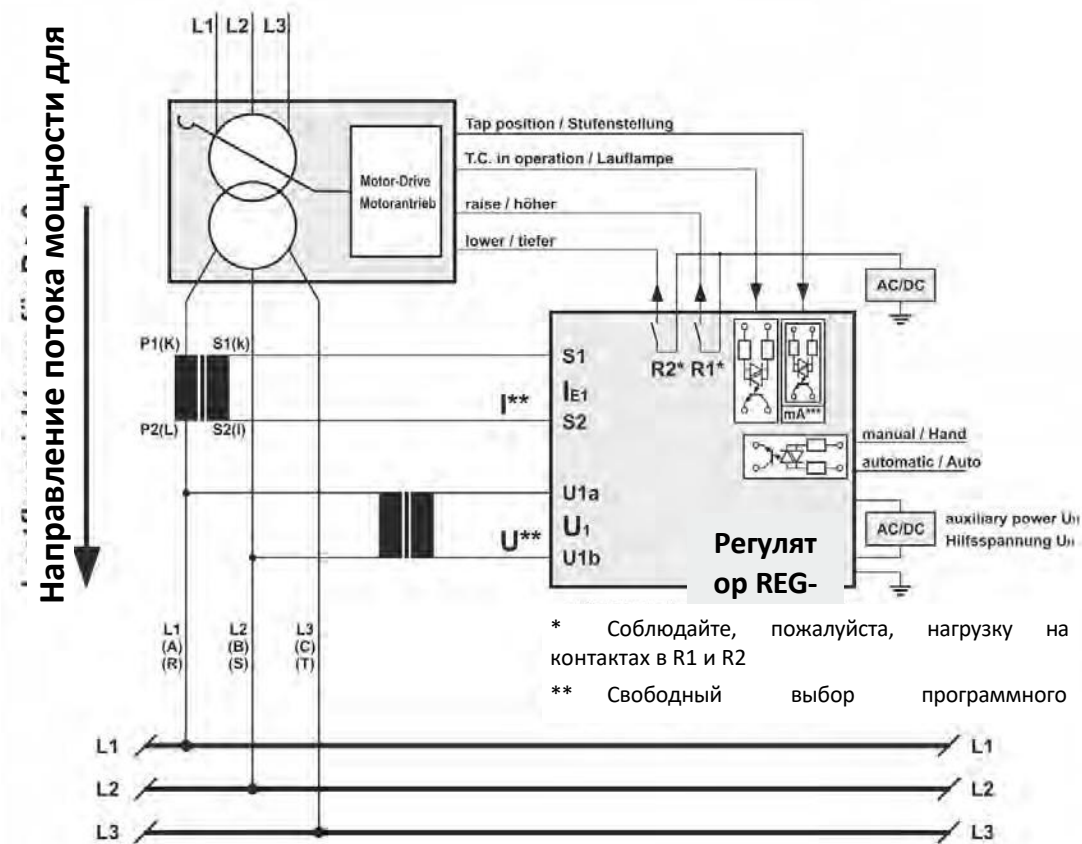 L1 L2 L3
Направление потока мощности для
Tap position / Stufenstellung
T.C. in operation / Lauflampe
Motor-Drive
Motorantrieb
raise / höher
lower / tiefer
AC/DC
P1(K) S1(k)
S1
R2* R1*
I**
IE1
mA***
P2(L) S2(l)
S2
manual / Hand
automatic / Auto
U1a
U**
U1
AC/DC
auxiliary power UH
Hilfsspannung UH
U1b
Регулят
ор REG-
* Соблюдайте, пожалуйста, нагрузку на
контактах в R1 и R2
** Свободный выбор программного
L1 L2 L3
(A) (B) (C)
(R) (S) (T)
L1 L1
L2 L2
L3 L3